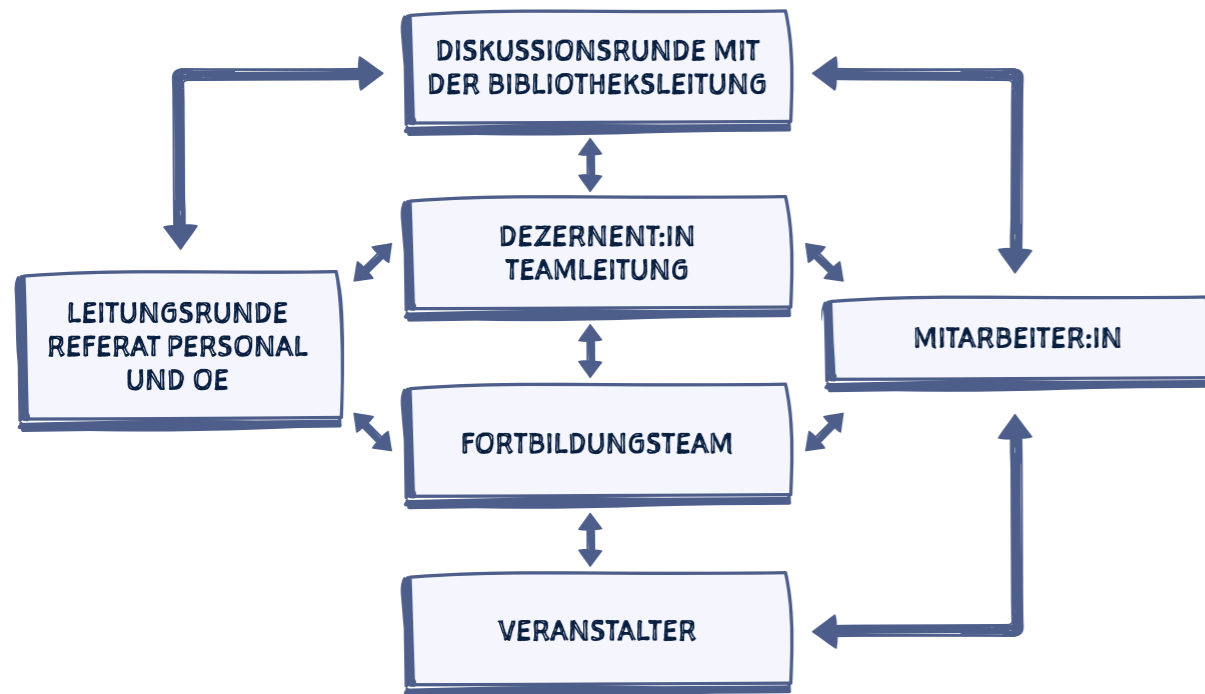 DISKUSSIONSRUNDE MIT
DER BIBLIOTHEKSLEITUNG
DEZERNENT:IN
TEAMLEITUNG
LEITUNGSRUNDE
REFERAT PERSONAL
UND OE
MITARBEITER:IN
FORTBILDUNGSTEAM
VERANSTALTER